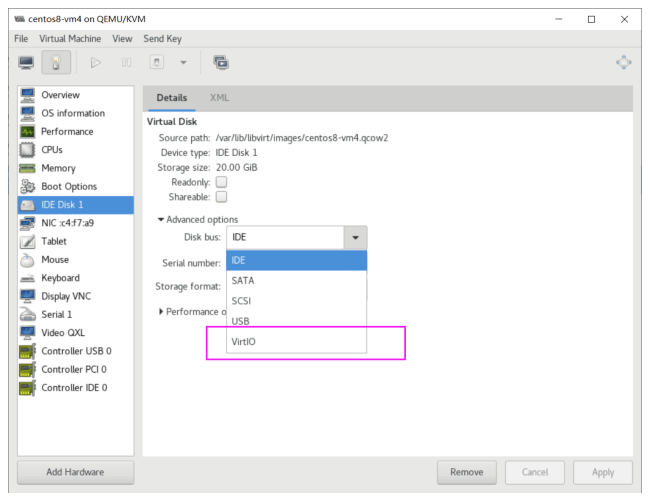 centos8-vm4 on QEMU/KVM
File Virtual Machine View Send Key
Overview
OS information
Performance
CPUs
Memory
Boot Options
IDE Disk 1
NIC :c4:f7:a9
Tablet
Mouse
Keyboard
Display VNC
Serial 1
Video QXL
Controller USB 0
Controller PCI 0
Controller IDE 0
Add Hardware
Details XML
Virtual Disk
Source path: /var/lib/libvirt/images/centos8-vm4.qcow2
Device type: IDE Disk 1
Storage size: 20.00 GiB
Readonly:
Shareable:
Advanced options
Disk bus: IDE
Serial number: IDE
SATA
Storage format:
SCSI
Performance o
USB
VirtIO
Remove Cancel Apply